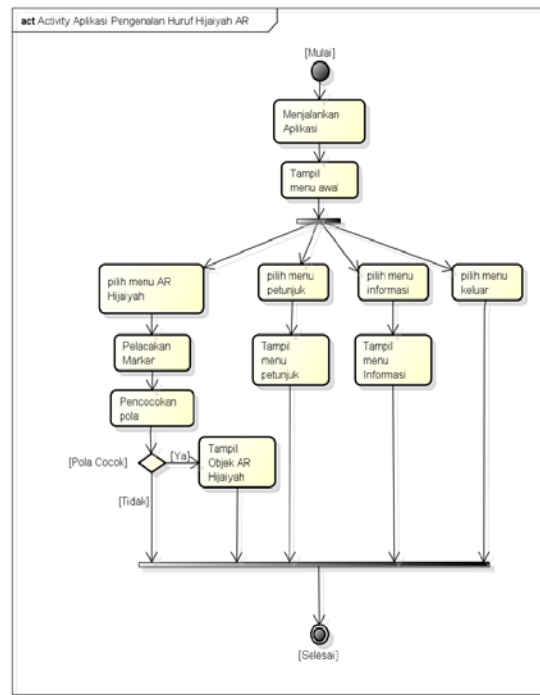 act Activity Aplikasi Pengenalan Huruf Hijaiyah AR
[Mulai]
Menjalankan
Aplikasi
Tampil
menu awal
pilih menu AR
Hijaiyah
pilih menu
petunjuk
pilih menu
informasi
pilih menu
keluar
Pelacakan
Marker
Tampil
menu
petunjuk
Tampil
menu
Informasi
Pencocokan
pola
[Pola Cocok]
[Ya]
Tampil
Objek AR
Hijaiyah
[Tidak]
[Selesai]